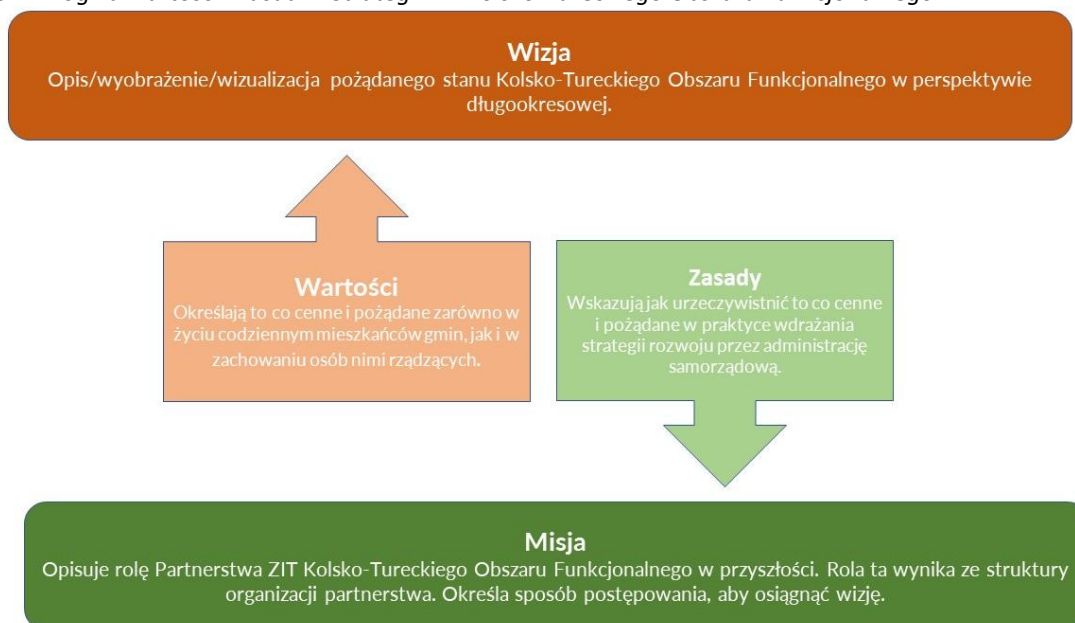 Wizja
Opis/wyobrażenie/wizualizacja pożądanego stanu Kolsko-Tureckiego Obszaru Funkcjonalnego w perspektywie
długookresowej.
Wartości
Określają to co cenne i pożądane zarówno w
życiu codziennym mieszkańców gmin, jak i w
zachowaniu osób nimi rządzących.
Zasady
Wskazują jak urzeczywistnić to co cenne
i pożądane w praktyce wdrażania
strategii rozwoju przez administrację
samorządową.
Misja
Opisuje rolę Partnerstwa ZIT Kolsko-Tureckiego Obszaru Funkcjonalnego w przyszłości. Rola ta wynika ze struktury
organizacji partnerstwa. Określa sposób postępowania, aby osiągnąć wizję.